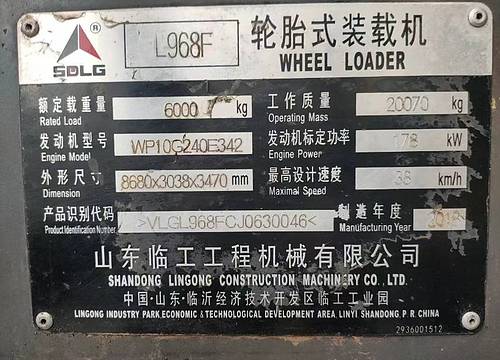 SDLG ® L968F 轮胎式装载机
WHEEL LOADER
额定载重量 6000 kg 工作质量 20070 kg
Rated Load Operating Mass
发动机型号 WP10G240E342 发动机标定功率 178 kW
Engine Model Engine Power
外形尺寸 8680x3038x3470 mm 最高设计速度 38 km/h
Dimension Maximal Speed
产品识别代码 >VLGL968FCJ0630046< 制造年度
Product Identification Number Manufacturing Year
山东临工工程机械有限公司
SHANDONG LINGONG CONSTRUCTION MACHINERY CO., LTD.
中国·山东·临沂经济技术开发区临工工业园
LINGONG INDUSTRY PARK,ECONOMIC & TECHNOLOGICAL DEVELOPMENT AREA, LINYI SHANDONG, P. R. CHINA
2936001512